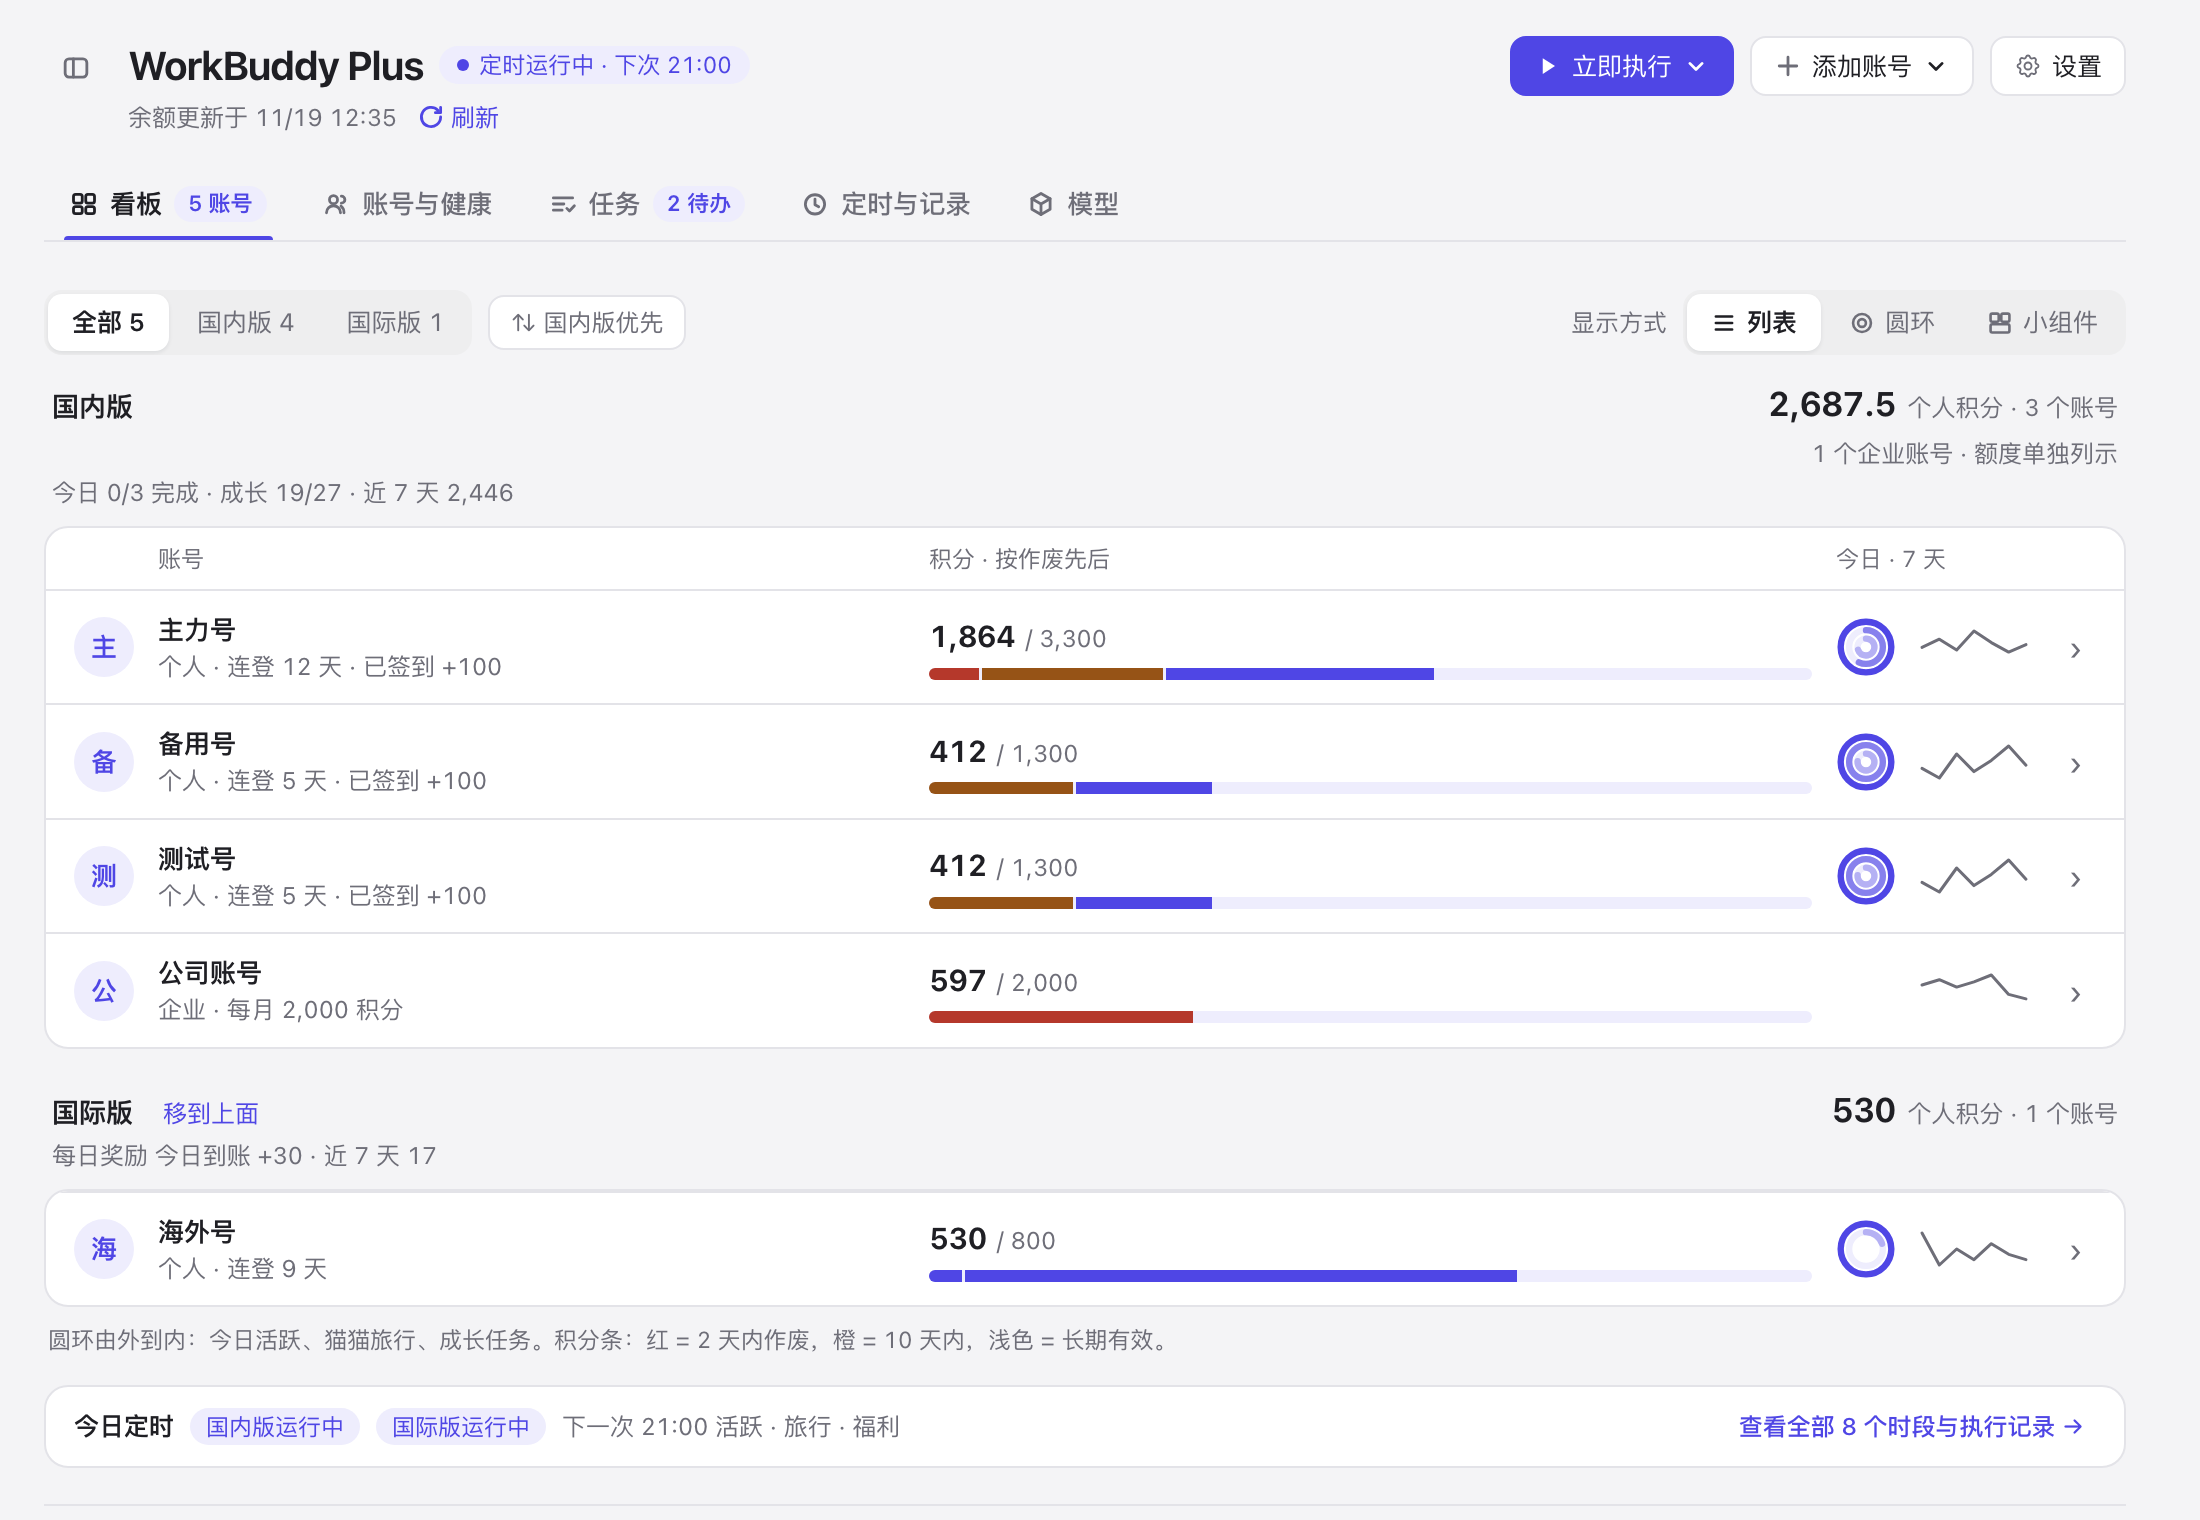 WorkBuddy Plus 定时运行中 · 下次 21:00
立即执行 添加账号 设置
余额更新于 11/19 12:35 刷新
看板 5 账号 账号与健康 任务 2 待办 定时与记录 模型
全部 5 国内版 4 国际版 1 国内版优先 显示方式 列表 圆环 小组件
国内版 2,687.5 个人积分 · 3 个账号
1 个企业账号 · 额度单独列示
今日 0/3 完成 · 成长 19/27 · 近 7 天 2,446
账号 积分 · 按作废先后 今日 · 7 天
主 主力号 1,864 / 3,300
个人 · 连登 12 天 · 已签到 +100
备 备用号 412 / 1,300
个人 · 连登 5 天 · 已签到 +100
测 测试号 412 / 1,300
个人 · 连登 5 天 · 已签到 +100
公 公司账号 597 / 2,000
企业 · 每月 2,000 积分
国际版 移到上面 530 个人积分 · 1 个账号
每日奖励 今日到账 +30 · 近 7 天 17
海 海外号 530 / 800
个人 · 连登 9 天
圆环由外到内：今日活跃、猫猫旅行、成长任务。积分条：红 = 2 天内作废，橙 = 10 天内，浅色 = 长期有效。
今日定时 国内版运行中 国际版运行中 下一次 21:00 活跃 · 旅行 · 福利 查看全部 8 个时段与执行记录 →